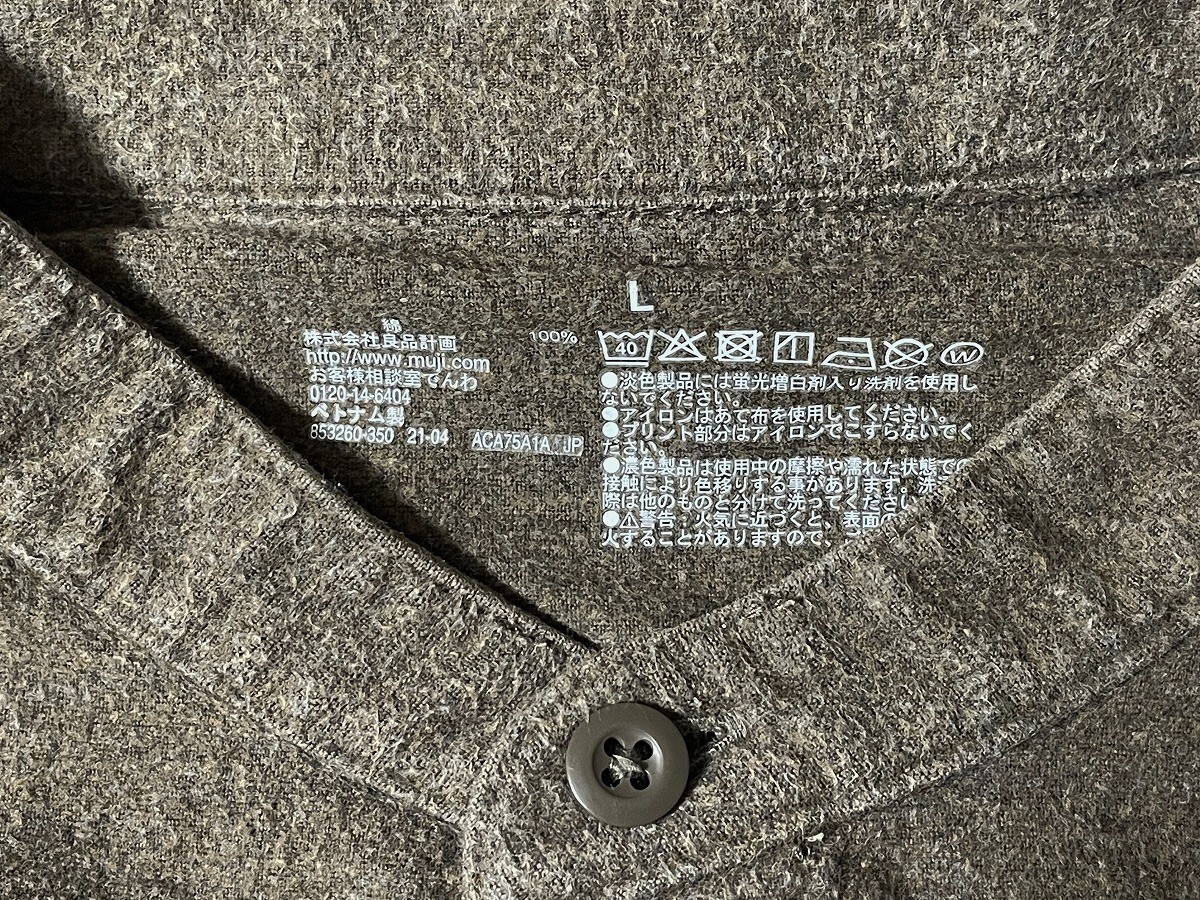 L
綿 100%
株式会社良品計画
http://www.muji.com
お客様相談室でんわ
0120-14-6404
ベトナム製
853260-350 21-04 ACA75A1A JP
40
W
●淡色製品には蛍光増白剤入り洗剤を使用し
ないでください。
●アイロンはあて布を使用してください。
●プリント部分はアイロンでこすらないでく
ださい。
●濃色製品は使用中の摩擦や濡れた状態での
接触により色移りする事があります。洗濯
際は他のものと分けて洗ってください
●⚠警告：火気に近づくと、表面の
火することがありますので、